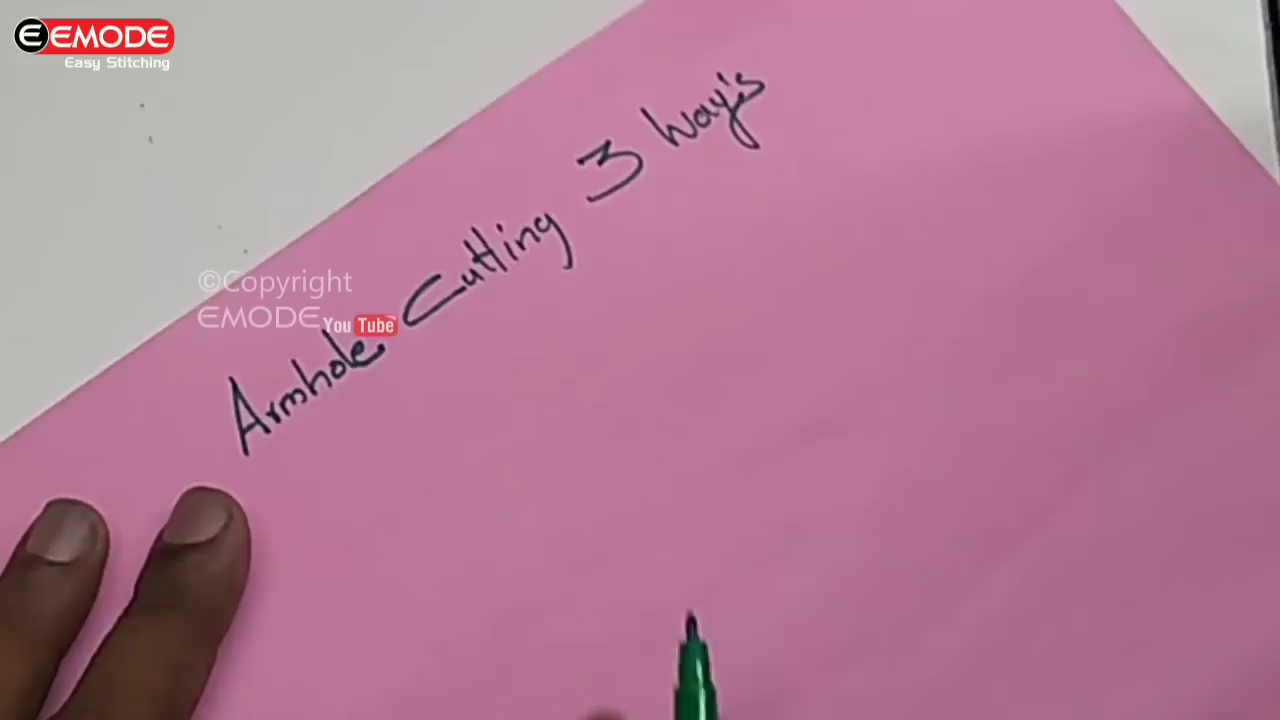 E EMODE
Easy Stitching
©Copyright
EMODE YouTube
Armhole Cutting 3 Way's